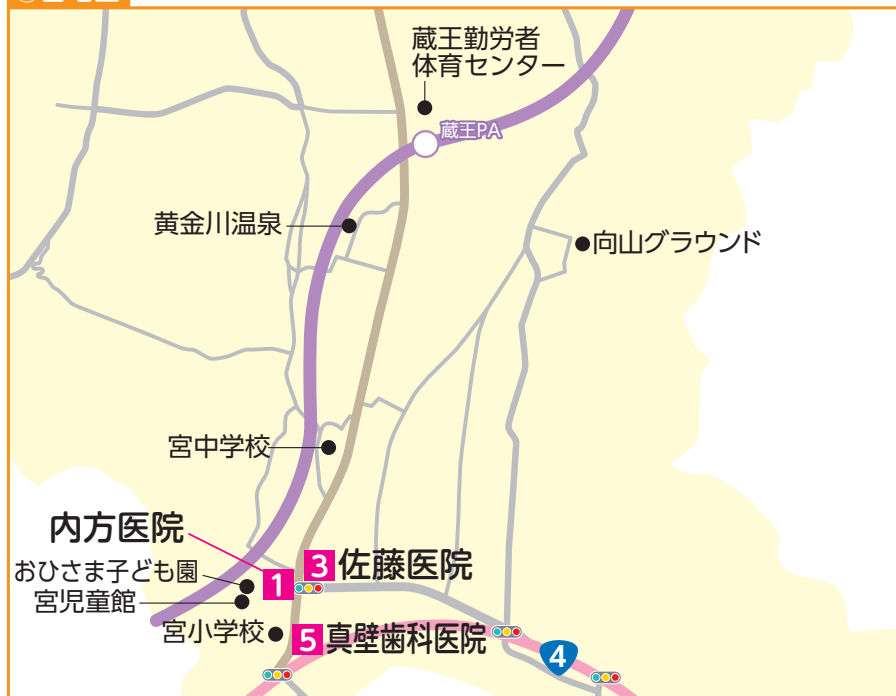 蔵王勤労者
体育センター
蔵王PA
黄金川温泉
向山グラウンド
宮中学校
内方医院
3 佐藤医院
おひさま子ども園
1
宮児童館
宮小学校
5 真壁歯科医院
4